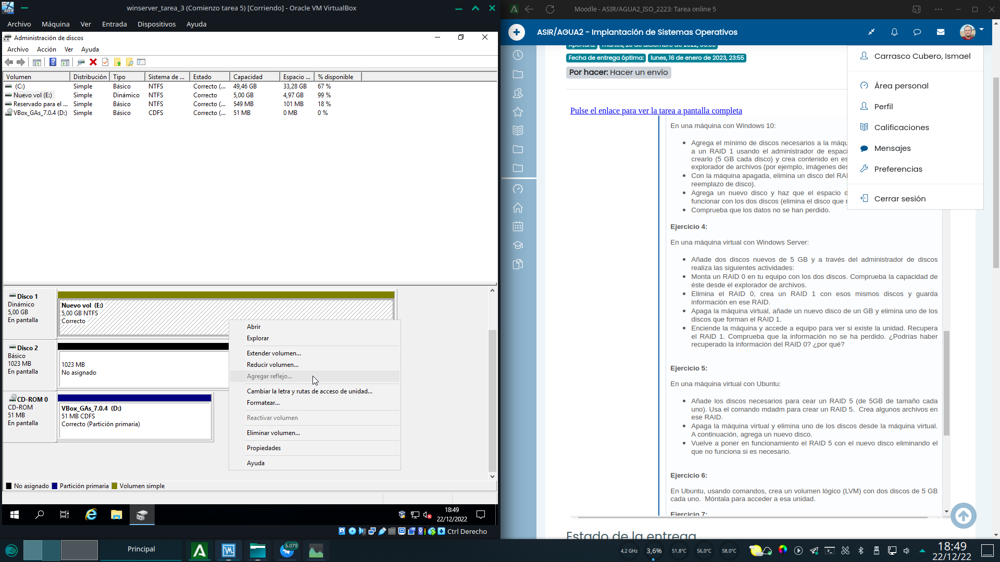 winserver_tarea_3 (Comienzo tarea 5) [Corriendo] - Oracle VM VirtualBox
Archivo Máquina Ver Entrada Dispositivos Ayuda
Administración de discos
Archivo Acción Ver Ayuda
Volumen Distribución Tipo Sistema de ... Estado Capacidad Espacio ... % disponible
(C:) Simple Básico NTFS Correcto (... 49,46 GB 33,28 GB 67 %
Nuevo vol (E:) Simple Dinámico NTFS Correcto 5,00 GB 4,97 GB 99 %
Reservado para el ... Simple Básico NTFS Correcto (... 549 MB 101 MB 18 %
VBox_GAs_7.0.4 (D:) Simple Básico CDFS Correcto (... 51 MB 0 MB 0 %
Disco 1
Dinámico
5,00 GB
En pantalla
Nuevo vol (E:)
5,00 GB NTFS
Correcto
Disco 2
Básico
1023 MB
En pantalla
1023 MB
No asignado
CD-ROM 0
CD-ROM
51 MB
En pantalla
VBox_GAs_7.0.4 (D:)
51 MB CDFS
Correcto (Partición primaria)
Abrir
Explorar
Extender volumen...
Reducir volumen...
Agregar reflejo...
Cambiar la letra y rutas de acceso de unidad...
Formatear...
Reactivar volumen
Eliminar volumen...
Propiedades
Ayuda
No asignado Partición primaria Volumen simple
18:49
22/12/2022
Ctrl Derecho
Moodle - ASIR/AGUA2_ISO_2223: Tarea online 5
ASIR/AGUA2 - Implantación de Sistemas Operativos
Fecha de entrega óptima: lunes, 16 de enero de 2023, 23:55
Por hacer: Hacer un envío
Pulse el enlace para ver la tarea a pantalla completa
Carrasco Cubero, Ismael
Área personal
Perfil
Calificaciones
Mensajes
Preferencias
Cerrar sesión
En una máquina con Windows 10:
Agrega el mínimo de discos necesarios a la
a un RAID 1 usando el administrador de
crearlo (5 GB cada disco) y crea contenido en
explorador de archivos (por ejemplo, imágenes
Con la máquina apagada, elimina un disco del
reemplazo de disco).
Agrega un nuevo disco y haz que el espacio
funcionar con los dos discos (elimina el disco que
Comprueba que los datos no se han perdido.
Ejercicio 4:
En una máquina virtual con Windows Server:
Añade dos discos nuevos de 5 GB y a través del administrador de discos
realiza las siguientes actividades:
Monta un RAID 0 en tu equipo con los dos discos. Comprueba la capacidad de
éste desde el explorador de archivos.
Elimina el RAID 0, crea un RAID 1 con esos mismos discos y guarda
información en ese RAID.
Apaga la máquina virtual, añade un nuevo disco de un GB y elimina uno de los
discos que forman el RAID 1.
Enciende la máquina y accede a equipo para ver si existe la unidad. Recupera
el RAID 1. Comprueba que la información no se ha perdido. ¿Podrías haber
recuperado la información del RAID 0? ¿por qué?
Ejercicio 5:
En una máquina virtual con Ubuntu:
Añade los discos necesarios para cear un RAID 5 (de 5GB de tamaño cada
uno). Usa el comando mdadm para crear un RAID 5. Crea algunos archivos en
ese RAID.
Apaga la máquina virtual y elimina uno de los discos desde la máquina virtual.
A continuación, agrega un nuevo disco.
Vuelve a poner en funcionamiento el RAID 5 con el nuevo disco eliminando el
que no funciona si es necesario.
Ejercicio 6:
En Ubuntu, usando comandos, crea un volumen lógico (LVM) con dos discos de 5 GB
cada uno. Móntala para acceder a esa unidad.
Ejercicio 7:
Estado de la entrega
Principal
6.079
4,2 GHz 3,6% 51,8°C 56,0°C 58,0°C
18:49
22/12/22